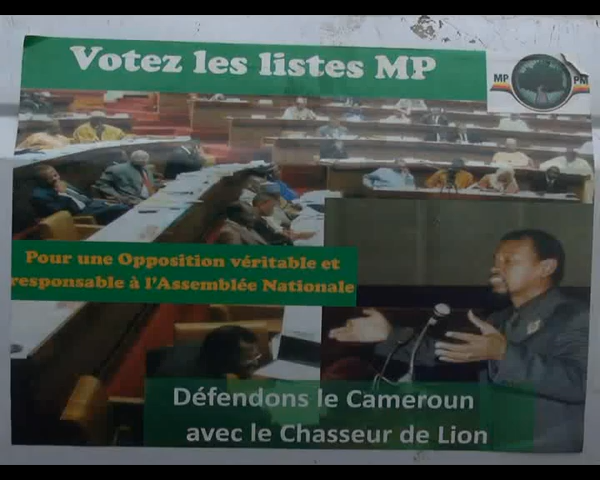 Votez les listes MP
MP PM
Pour une Opposition véritable et
responsable à l'Assemblée Nationale
Défendons le Cameroun
avec le Chasseur de Lion